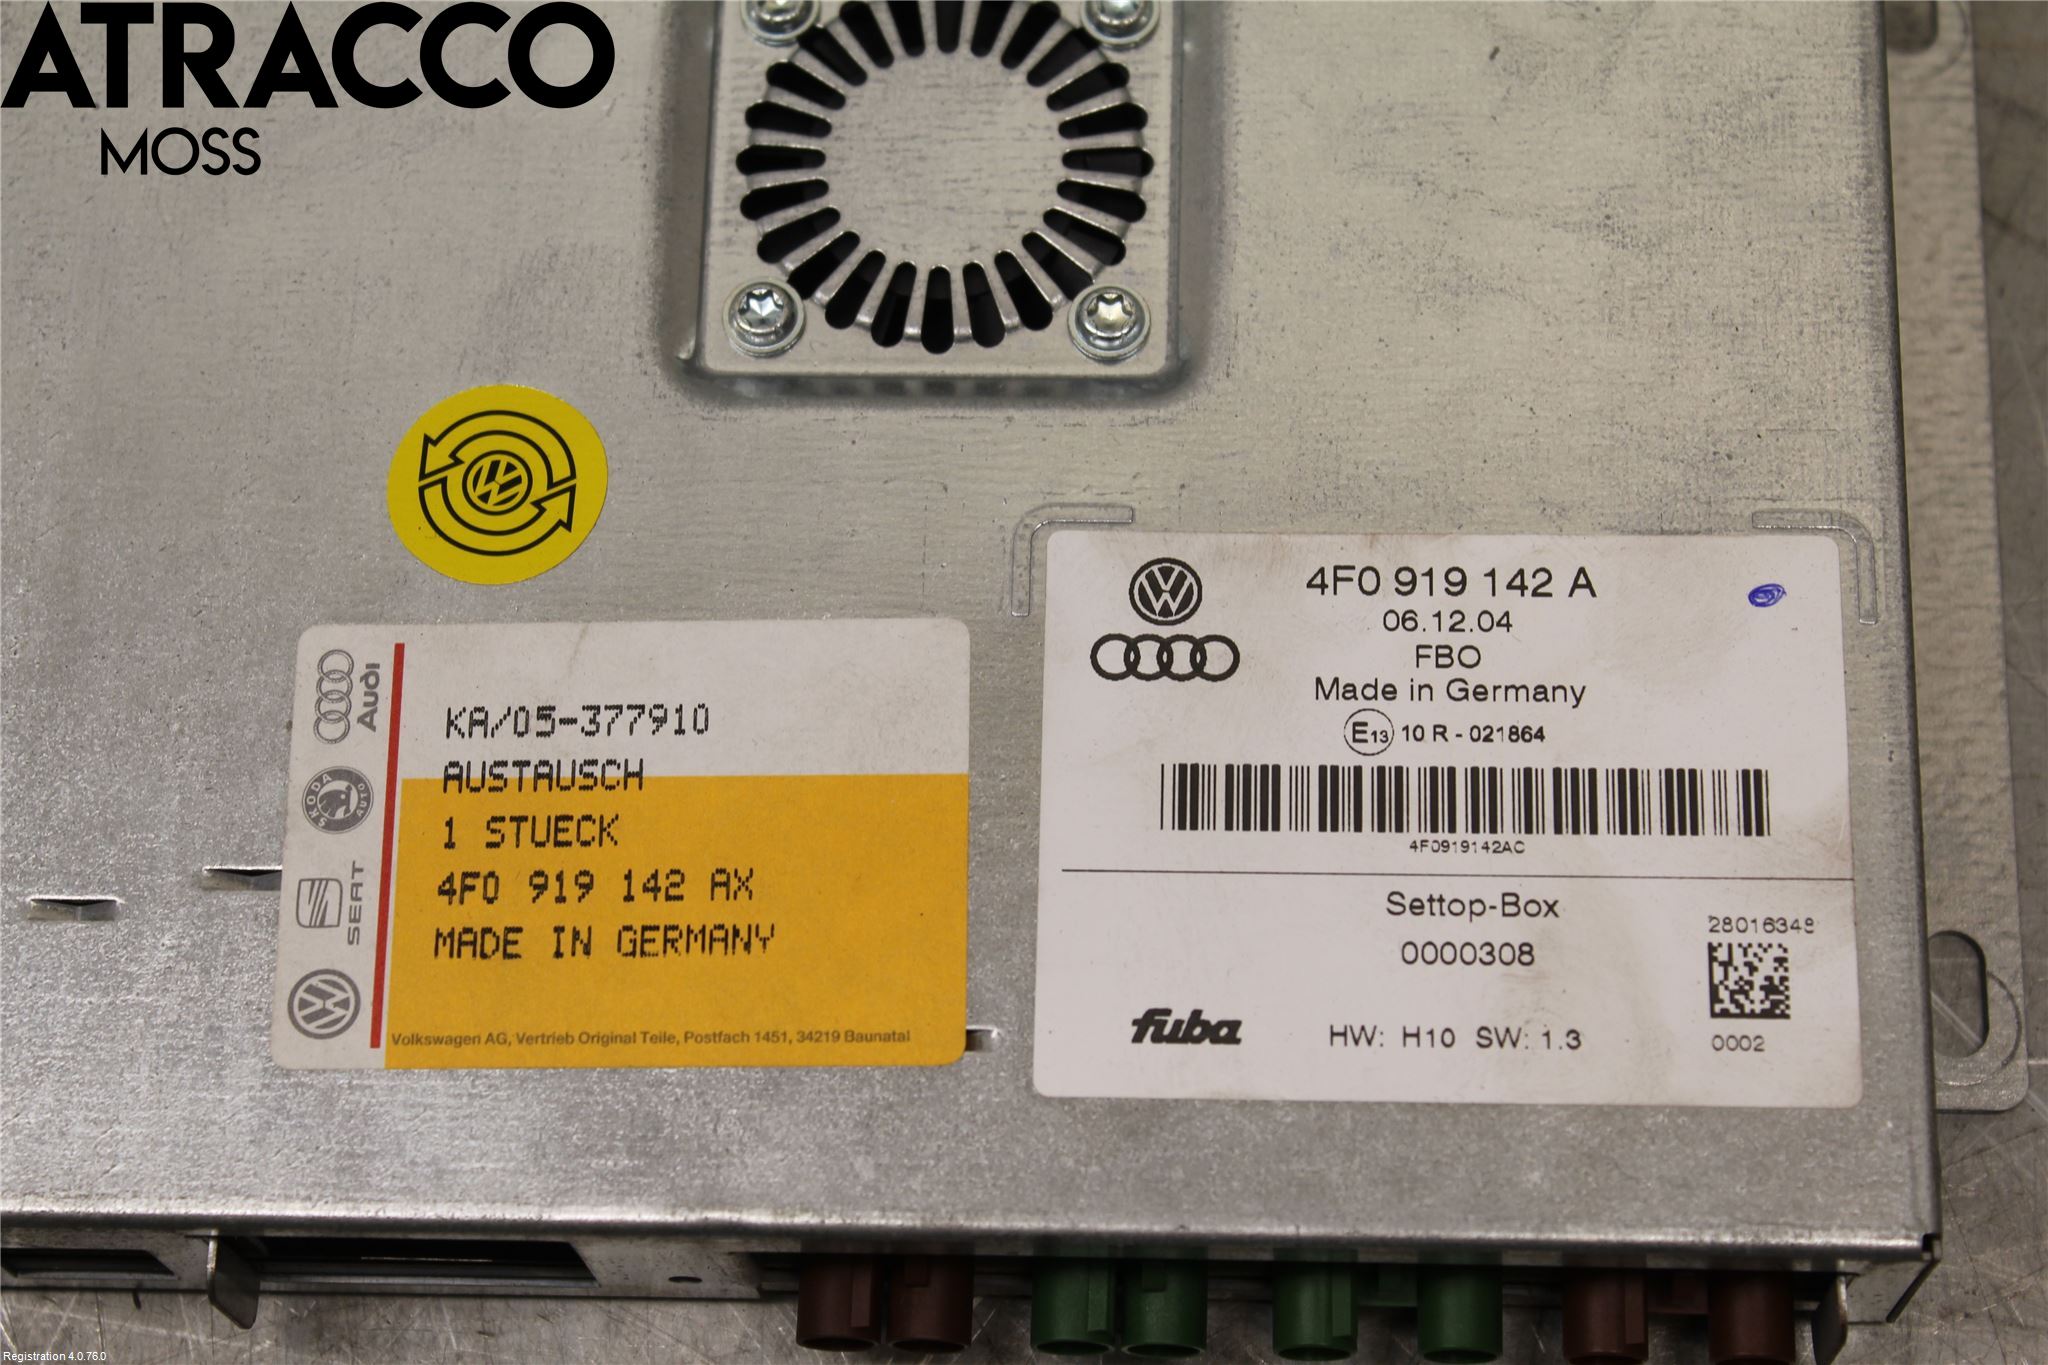 ATRACCO
MOSS
Audi
SKODA AUTO
SEAT
KA/05-377910
AUSTAUSCH
1 STUECK
4F0 919 142 AX
MADE IN GERMANY
Volkswagen AG, Vertrieb Original Teile, Postfach 1451, 34219 Baunatal
4F0 919 142 A
06.12.04
FBO
Made in Germany
E13 10 R - 021864
4F0919142AC
Settop-Box
0000308
28016348
fuba
HW: H10 SW: 1.3
0002
Registration 4.0.76.0